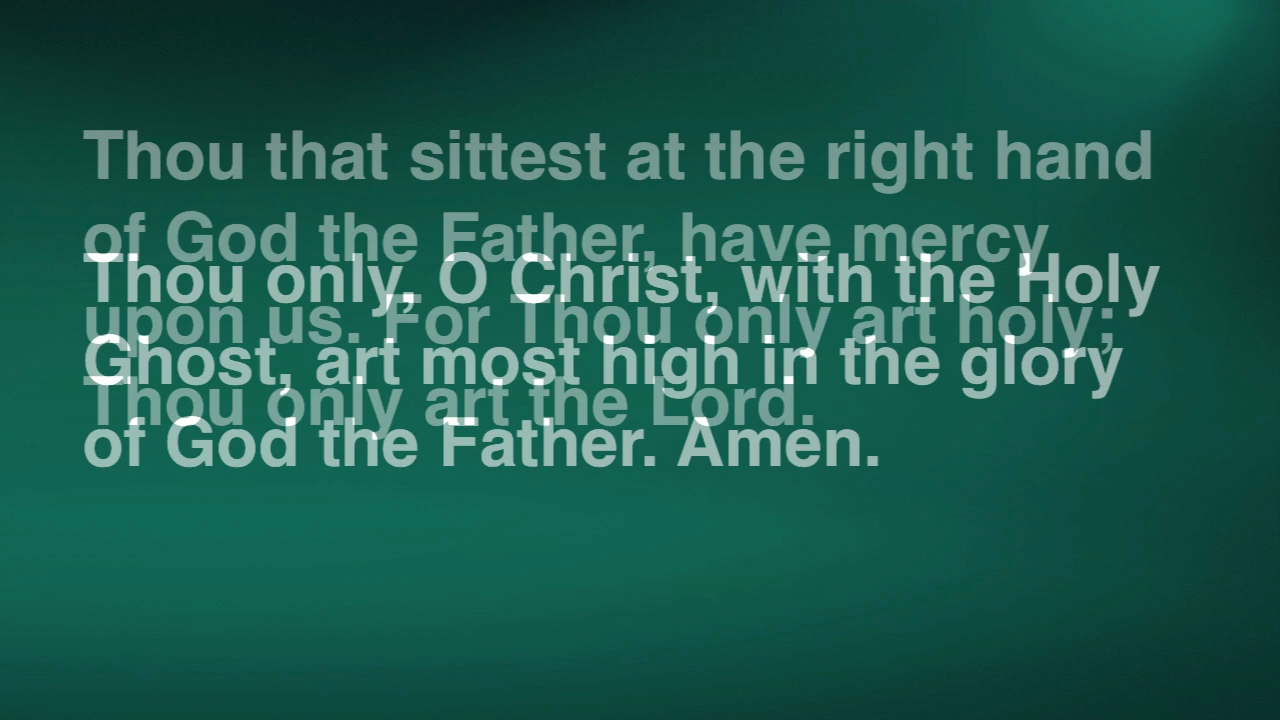 Thou that sittest at the right hand
of God the Father, have mercy
upon us. For Thou only art holy;
Thou only art the Lord.
Thou only, O Christ, with the Holy
Ghost, art most high in the glory
of God the Father. Amen.